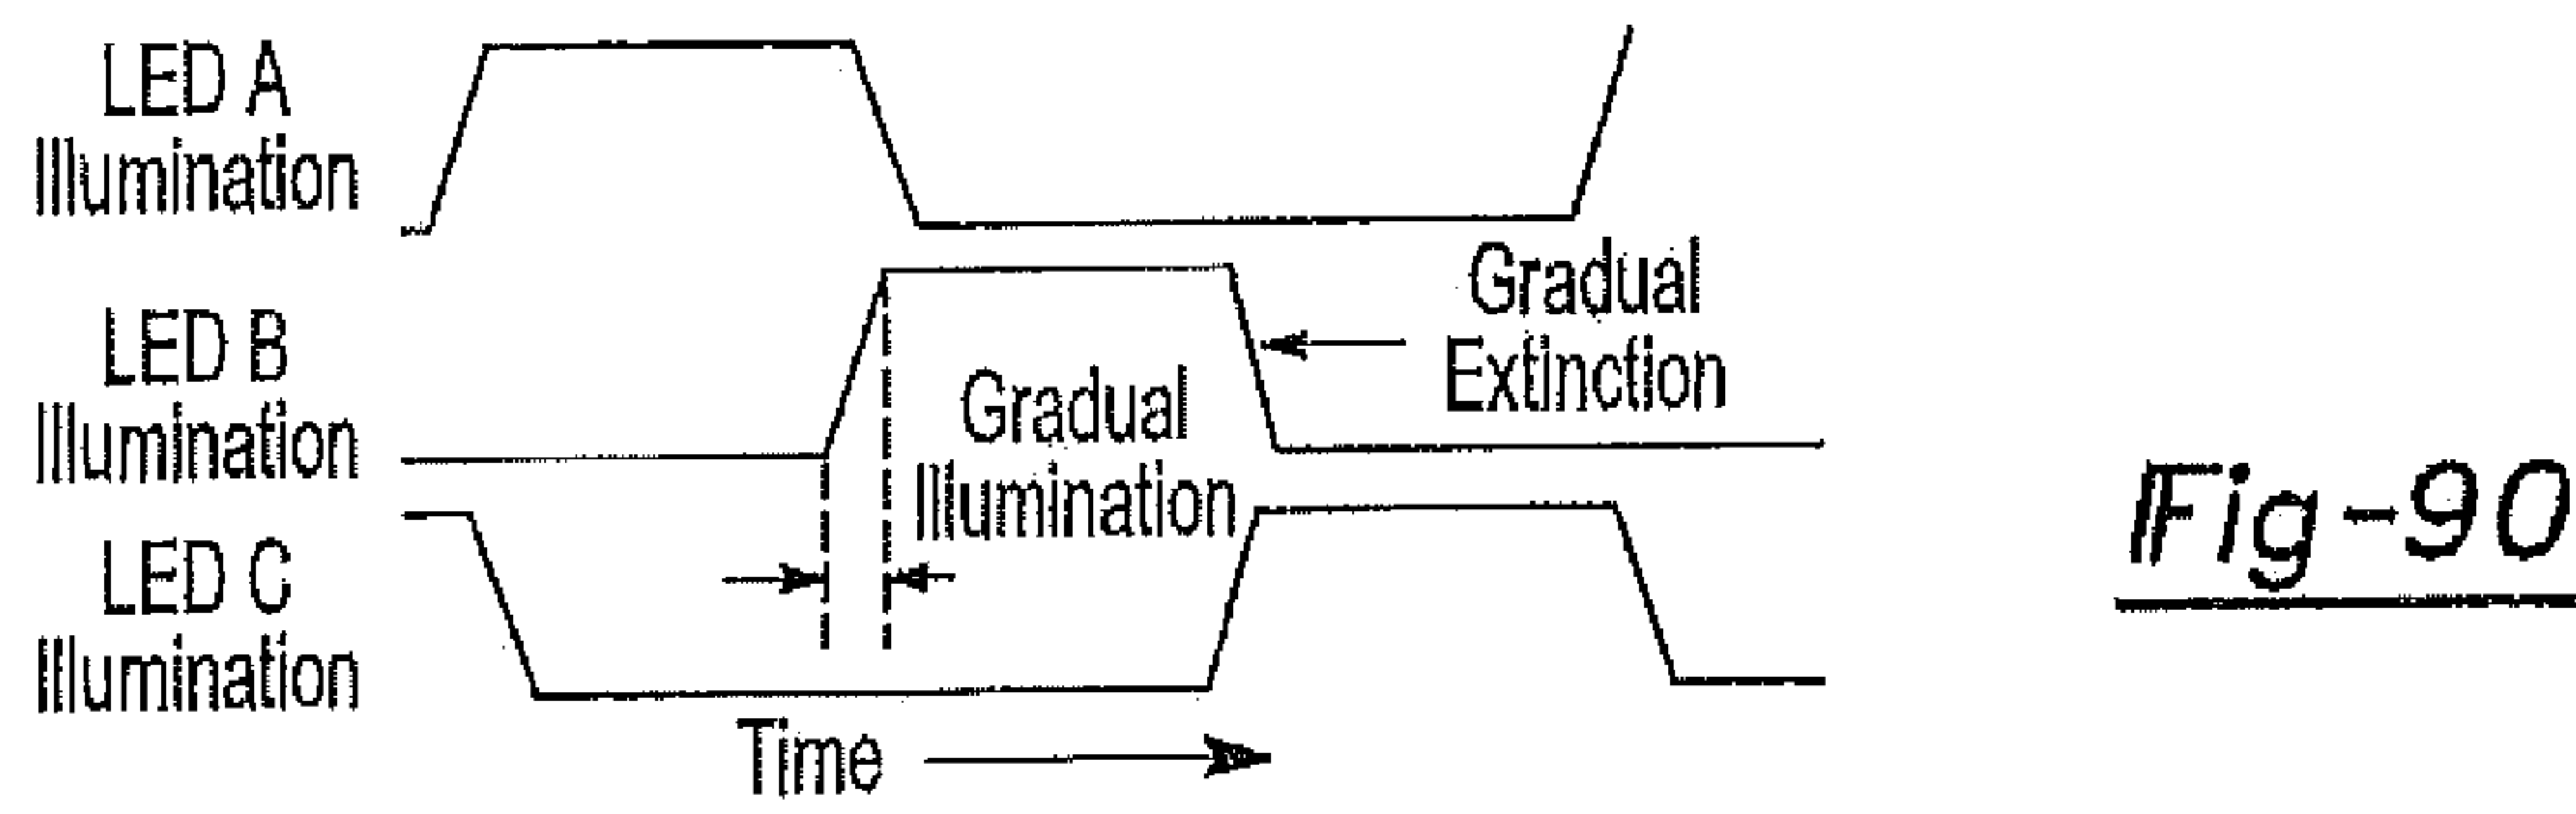 LED A
Illumination
LED B
Illumination
LED C
Illumination
Gradual
Illumination
Gradual
Extinction
Time
Fig-90